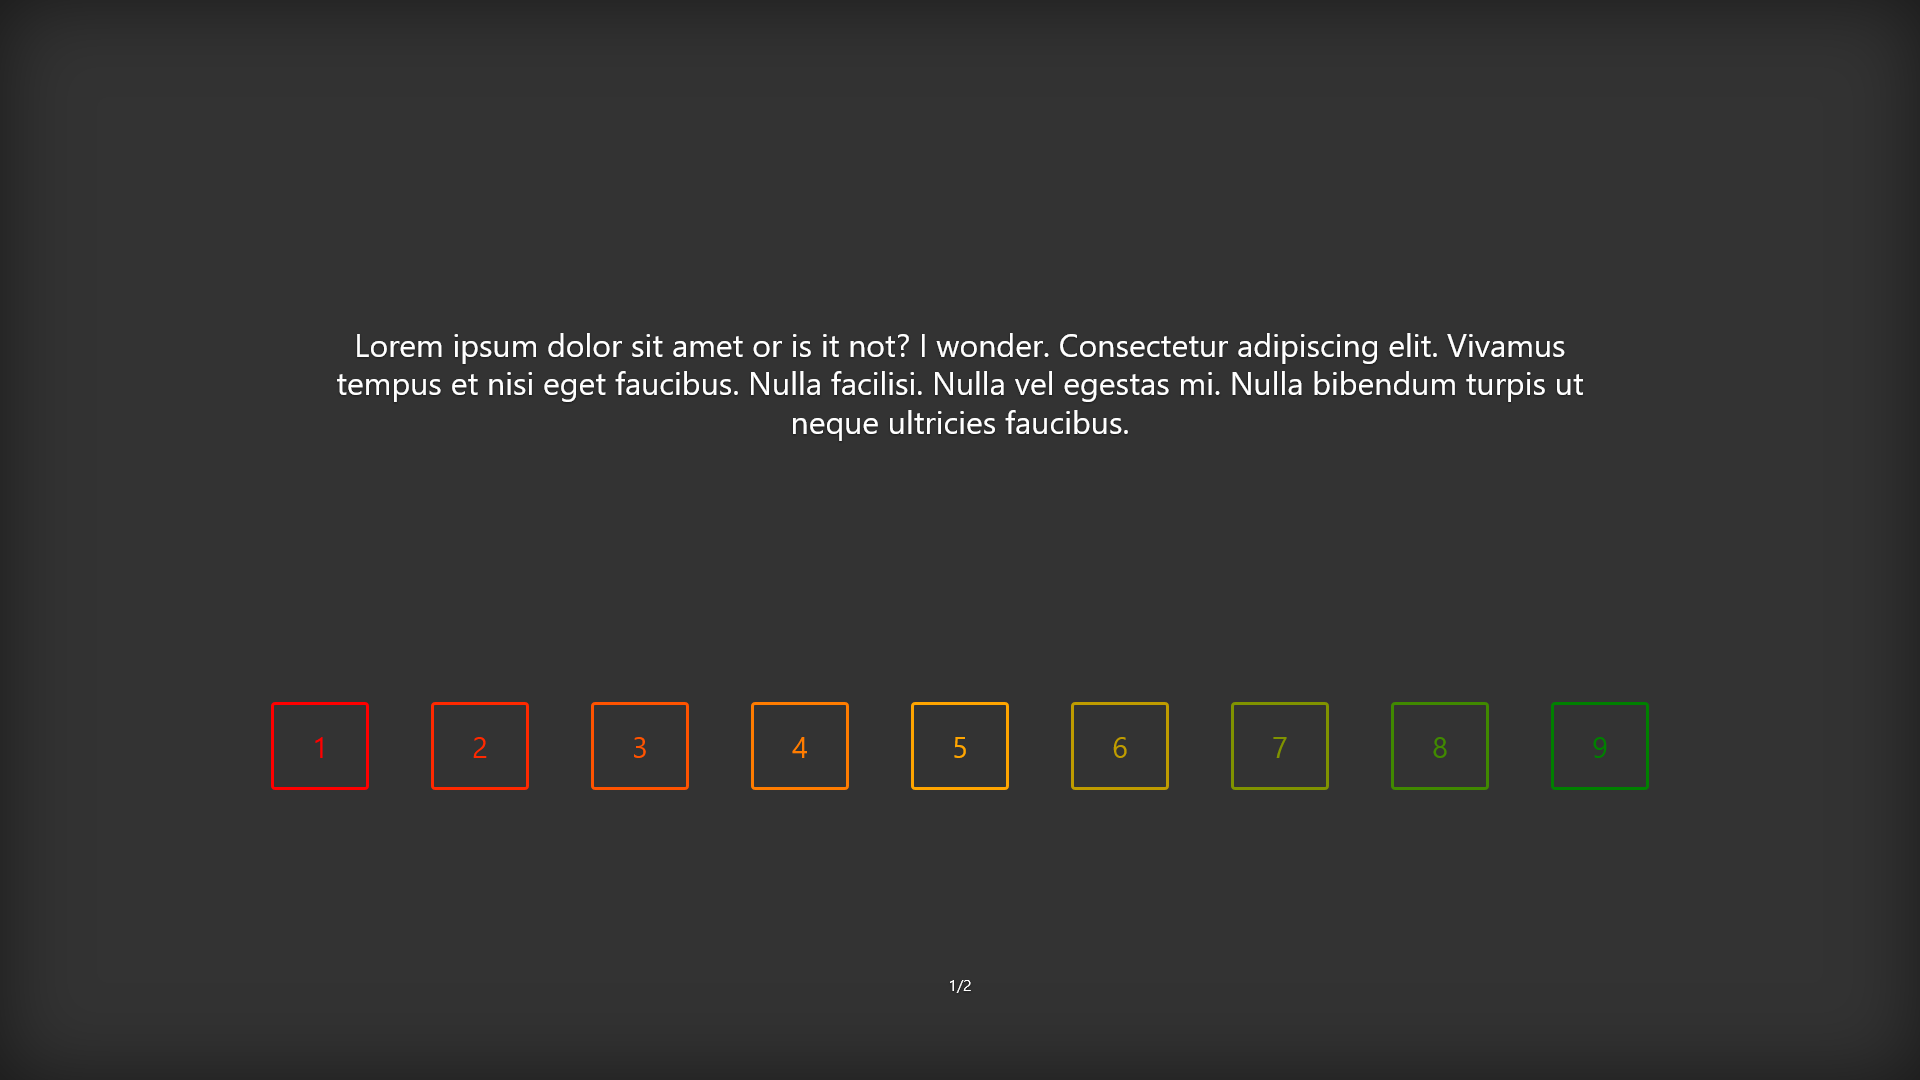 Lorem ipsum dolor sit amet or is it not? I wonder. Consectetur adipiscing elit. Vivamus
tempus et nisi eget faucibus. Nulla facilisi. Nulla vel egestas mi. Nulla bibendum turpis ut
neque ultricies faucibus.
1 2 3 4 5 6 7 8 9
1/2